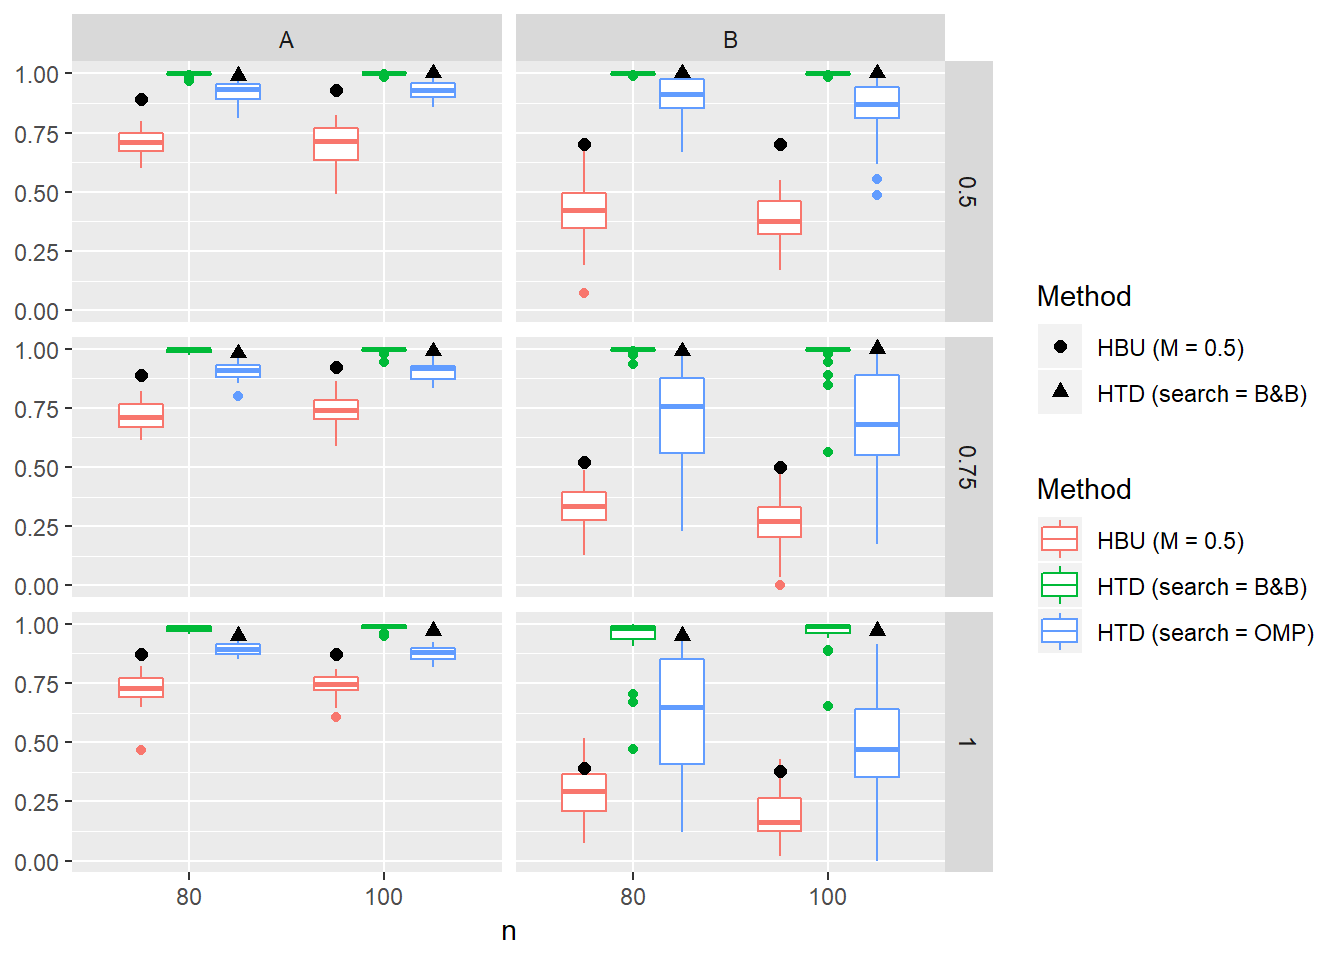 A
B
1.00
0.75
0.50
0.25
0.00
0.5
1.00
0.75
0.50
0.25
0.00
0.75
1.00
0.75
0.50
0.25
0.00
1
80
100
80
100
n
Method
HBU (M = 0.5)
HTD (search = B&B)
Method
HBU (M = 0.5)
HTD (search = B&B)
HTD (search = OMP)